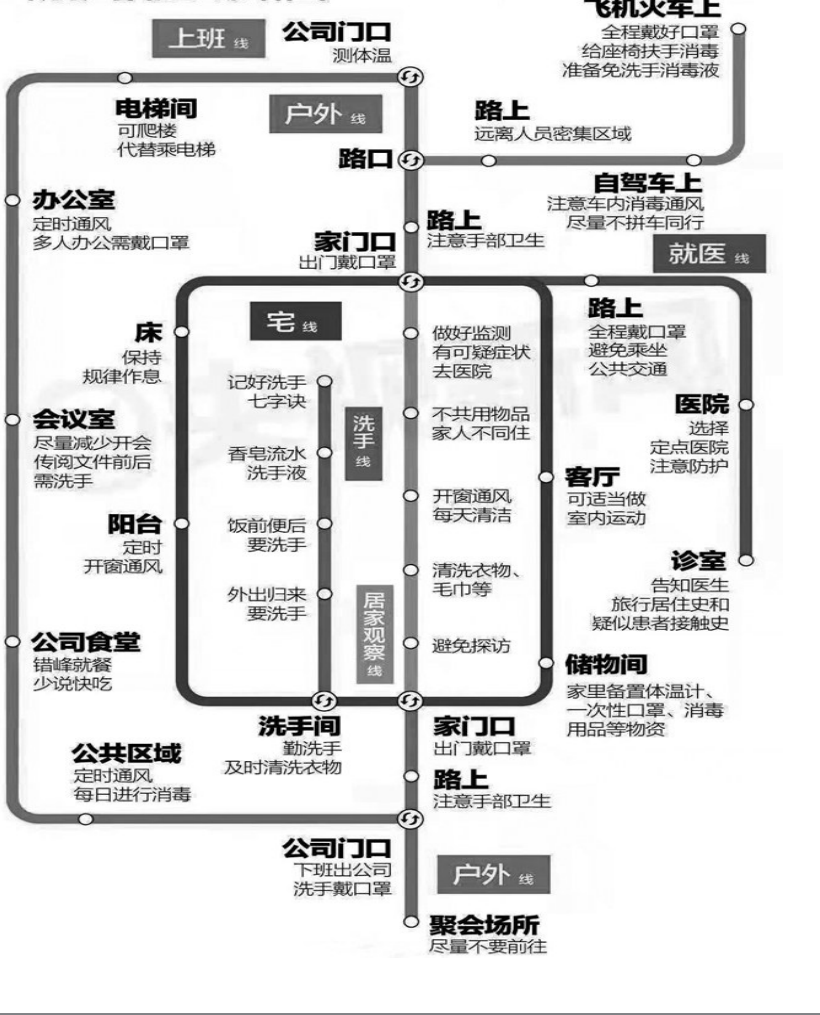 上班 线
公司门口
测体温
飞机火车上
全程戴好口罩
给座椅扶手消毒
准备免洗手消毒液
电梯间
可爬楼
代替乘电梯
户外 线
路口
路上
远离人员密集区域
自驾车上
注意车内消毒通风
尽量不拼车同行
办公室
定时通风
多人办公需戴口罩
路上
注意手部卫生
家门口
出门戴口罩
就医 线
宅 线
路上
全程戴口罩
避免乘坐
公共交通
床
保持
规律作息
做好监测
有可疑症状
去医院
记好洗手
七字诀
洗手 线
不共用物品
家人不同住
医院
选择
定点医院
注意防护
会议室
尽量减少开会
传阅文件前后
需洗手
香皂流水
洗手液
客厅
可适当做
室内运动
阳台
定时
开窗通风
饭前便后
要洗手
开窗通风
每天清洁
诊室
告知医生
旅行居住史和
疑似患者接触史
外出归来
要洗手
居家观察 线
清洗衣物、
毛巾等
避免探访
公司食堂
错峰就餐
少说快吃
储物间
家里备置体温计、
一次性口罩、消毒
用品等物资
洗手间
勤洗手
及时清洗衣物
家门口
出门戴口罩
公共区域
定时通风
每日进行消毒
路上
注意手部卫生
公司门口
下班出公司
洗手戴口罩
户外 线
聚会场所
尽量不要前往